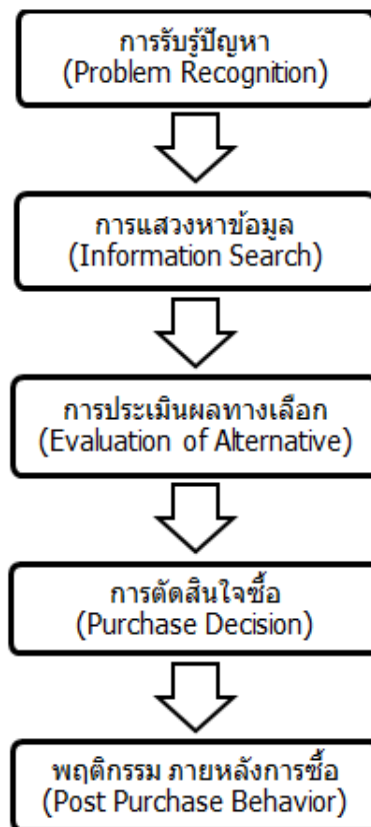 การรับรู้ปัญหา
(Problem Recognition)
การแสวงหาข้อมูล
(Information Search)
การประเมินผลทางเลือก
(Evaluation of Alternative)
การตัดสินใจซื้อ
(Purchase Decision)
พฤติกรรม ภายหลังการซื้อ
(Post Purchase Behavior)